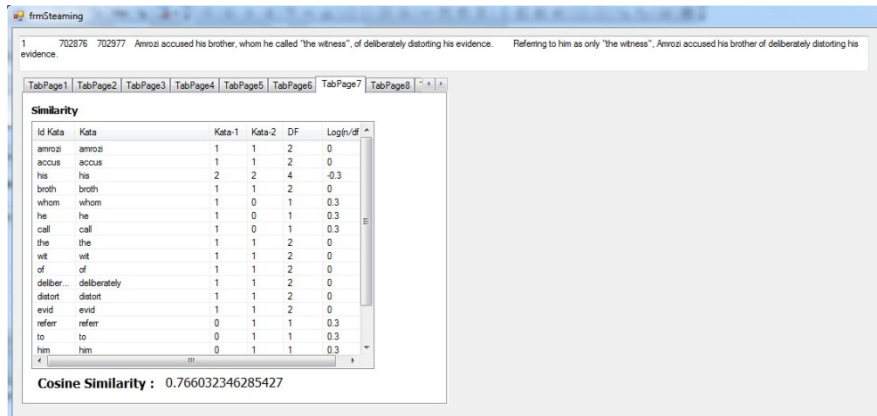 frmSteaming
1 702876 702977 Amrozi accused his brother, whom he called "the witness", of deliberately distorting his evidence. Referring to him as only "the witness", Amrozi accused his brother of deliberately distorting his
evidence.
TabPage1 TabPage2 TabPage3 TabPage4 TabPage5 TabPage6 TabPage7 TabPage8
Similarity
Id Kata Kata Kata-1 Kata-2 DF Log(n/df
amrozi amrozi 1 1 2 0
accus accus 1 1 2 0
his his 2 2 4 -0.3
broth broth 1 1 2 0
whom whom 1 0 1 0.3
he he 1 0 1 0.3
call call 1 0 1 0.3
the the 1 1 2 0
wit wit 1 1 2 0
of of 1 1 2 0
deliber... deliberately 1 1 2 0
distort distort 1 1 2 0
evid evid 1 1 2 0
referr referr 0 1 1 0.3
to to 0 1 1 0.3
him him 0 1 1 0.3
Cosine Similarity : 0.766032346285427